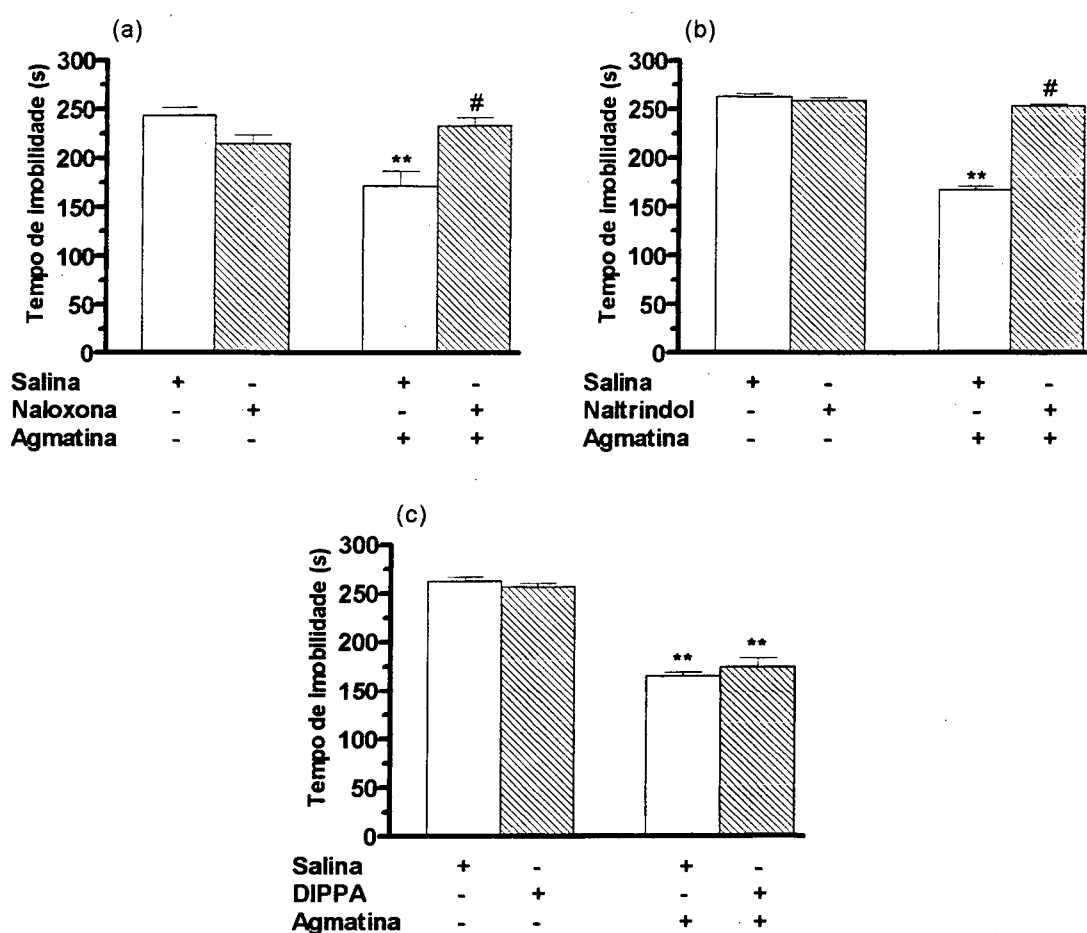 (a)
Tempo de imobilidade (s)
300
250
200
150
100
50
0
**
#
Salina + - + -
Naloxona - + - +
Agmatina - - + +
(b)
Tempo de imobilidade (s)
300
250
200
150
100
50
0
**
#
Salina + - + -
Naltrindol - + - +
Agmatina - - + +
(c)
Tempo de imobilidade (s)
300
250
200
150
100
50
0
**
**
Salina + - + -
DIPPA - + - +
Agmatina - - + +